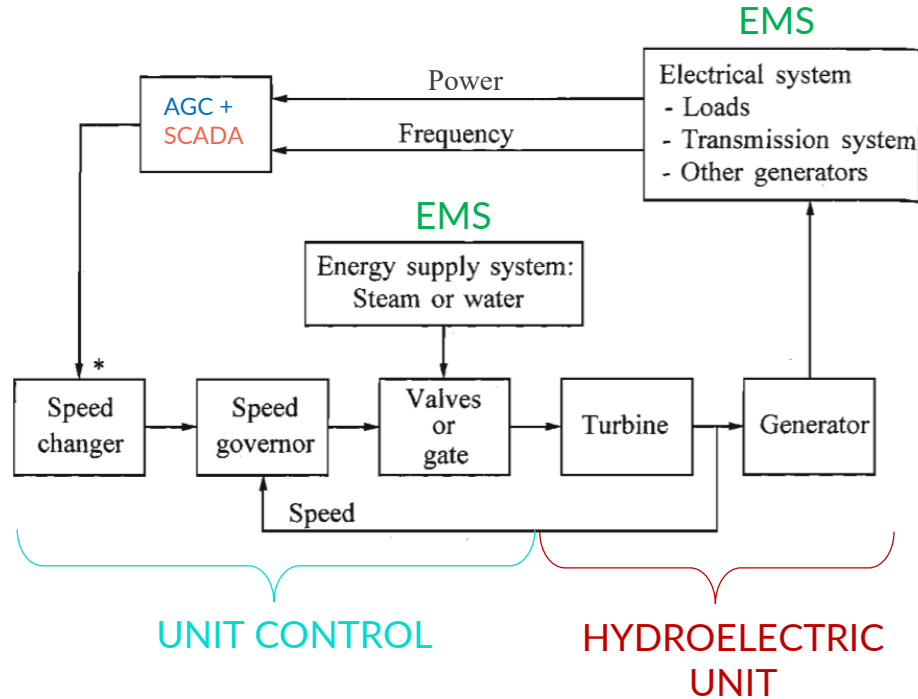 EMS
Electrical system
- Loads
- Transmission system
- Other generators
Power
Frequency
AGC +
SCADA
EMS
Energy supply system:
Steam or water
*
Speed
changer
Speed
governor
Valves
or
gate
Turbine
Generator
Speed
UNIT CONTROL
HYDROELECTRIC
UNIT